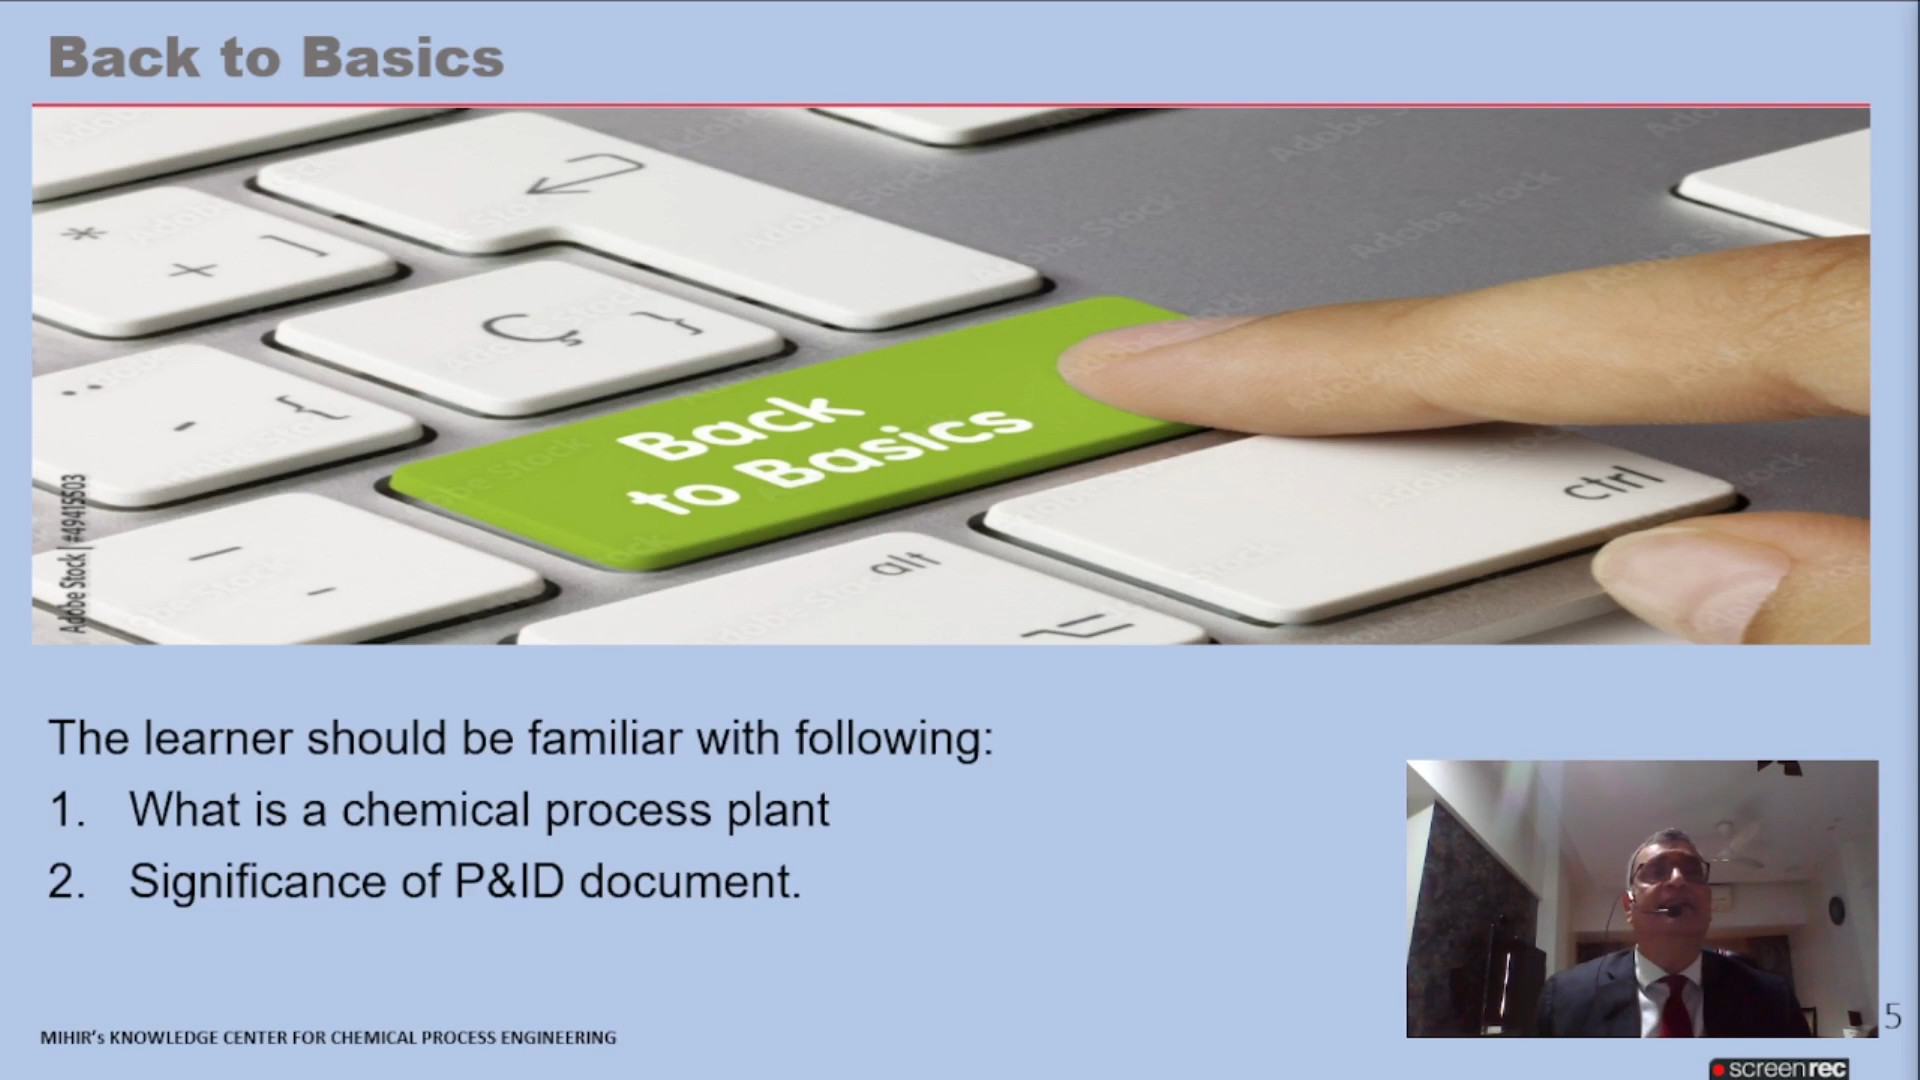 Back to Basics
*
+ ]
Ç }
¨ - {
Back
to Basics
ctrl
alt
Adobe Stock | #49415503
The learner should be familiar with following:
1. What is a chemical process plant
2. Significance of P&ID document.
MIHIR's KNOWLEDGE CENTER FOR CHEMICAL PROCESS ENGINEERING
5
screenrec